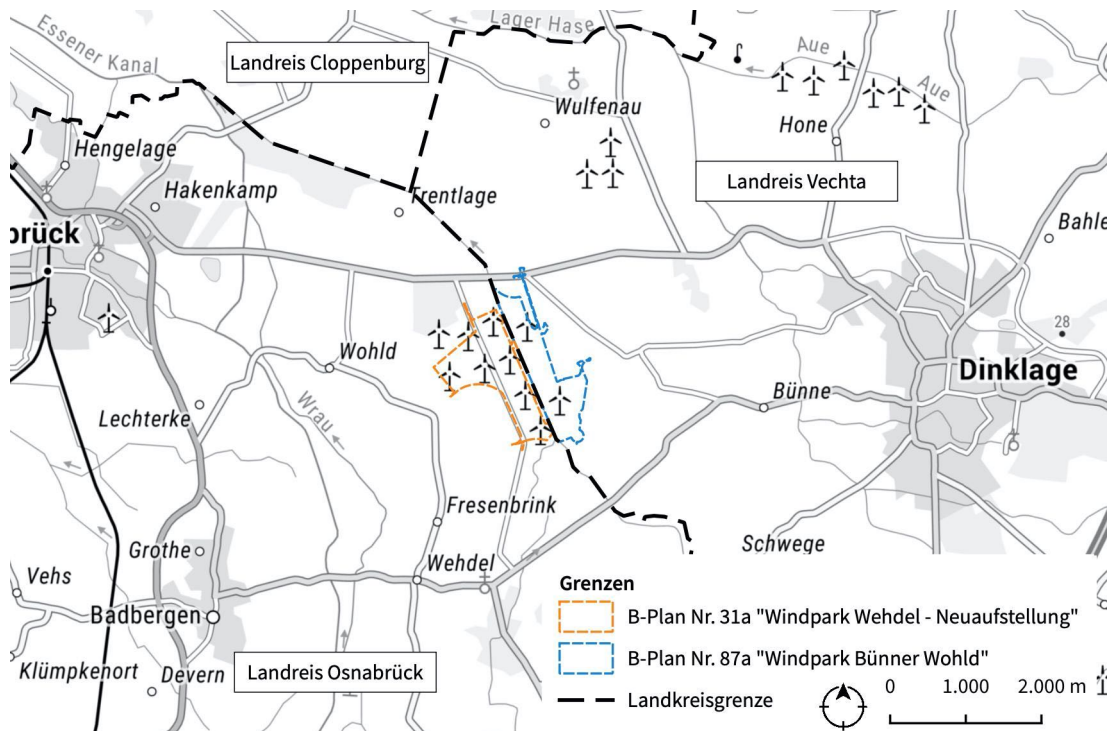 Lager Hase
Essener Kanal
Landreis Cloppenburg
Aue
Aue
Wulfenau
Hone
Hengelage
Hakenkamp
Landreis Vechta
Trentlage
Bahle
brück
28
Wohld
Dinklage
Bünne
Lechterke
Wrau
Fresenbrink
Grothe
Wehdel
Schwege
Vehs
Badbergen
Klümpkenort
Devern
Landreis Osnabrück
Grenzen
B-Plan Nr. 31a "Windpark Wehdel - Neuaufstellung"
B-Plan Nr. 87a "Windpark Bünner Wohld"
Landkreisgrenze
0 1.000 2.000 m